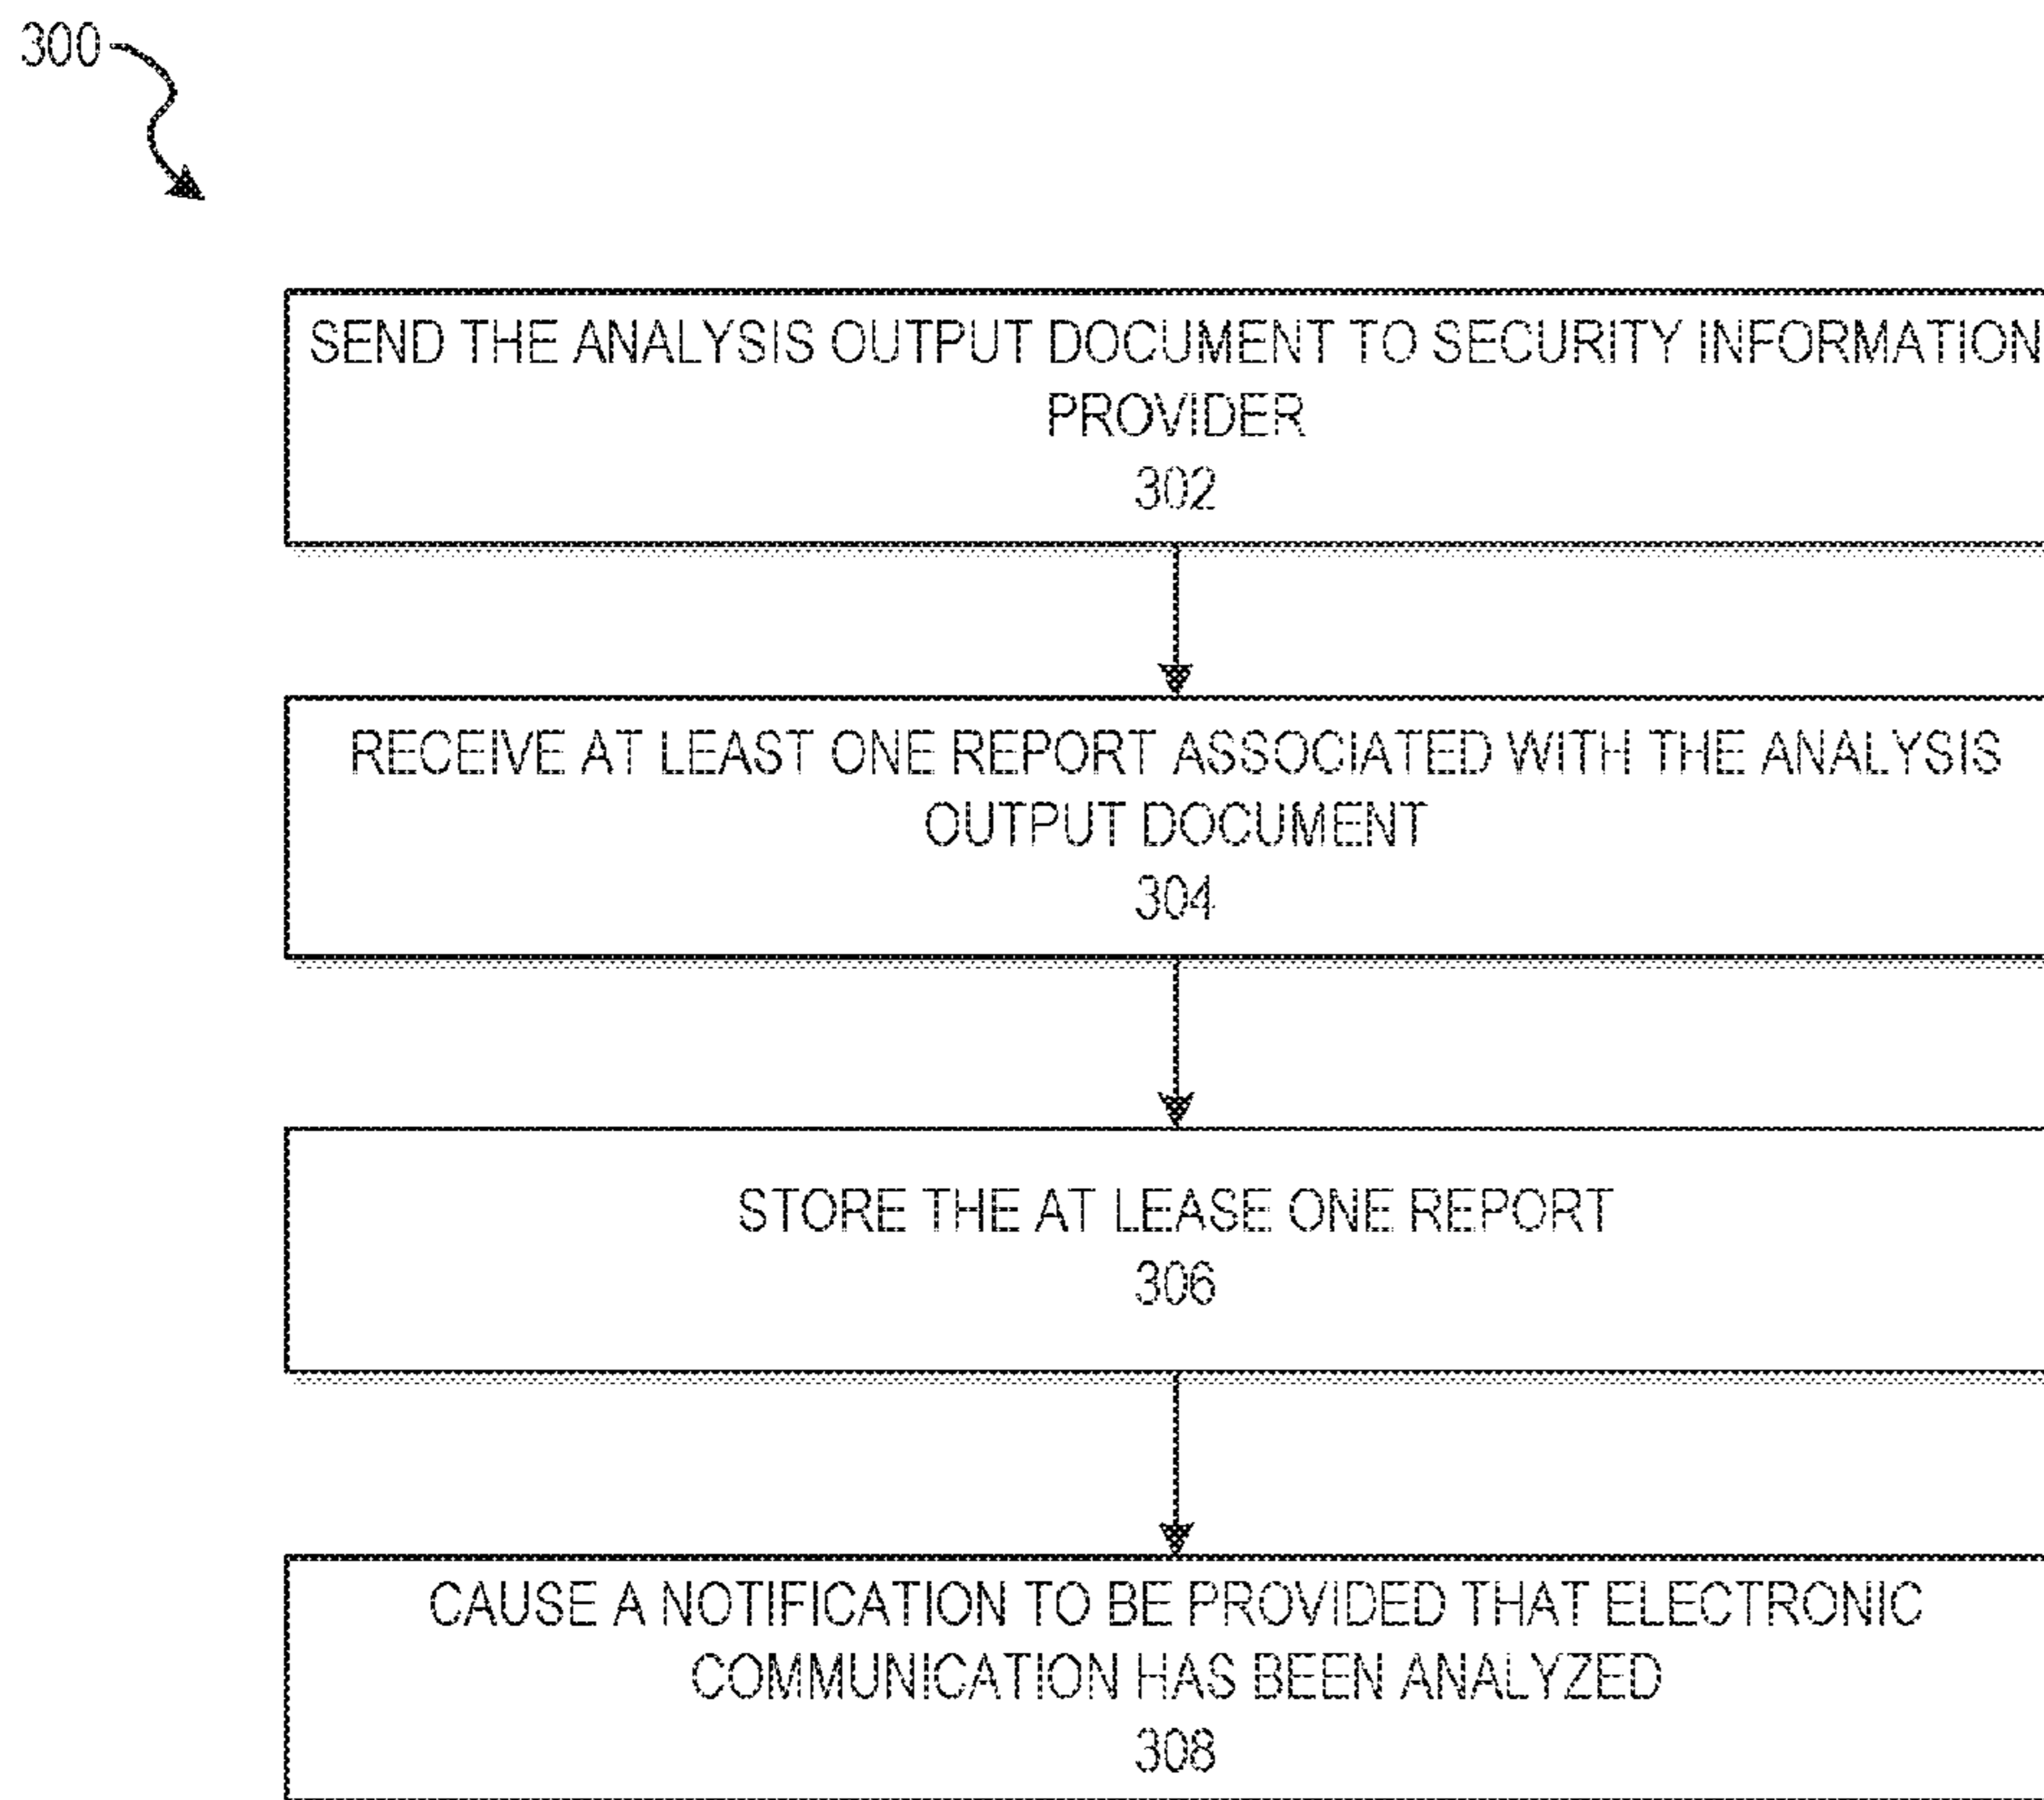 300
SEND THE ANALYSIS OUTPUT DOCUMENT TO SECURITY INFORMATION
PROVIDER
302
RECEIVE AT LEAST ONE REPORT ASSOCIATED WITH THE ANALYSIS
OUTPUT DOCUMENT
304
STORE THE AT LEASE ONE REPORT
306
CAUSE A NOTIFICATION TO BE PROVIDED THAT ELECTRONIC
COMMUNICATION HAS BEEN ANALYZED
308